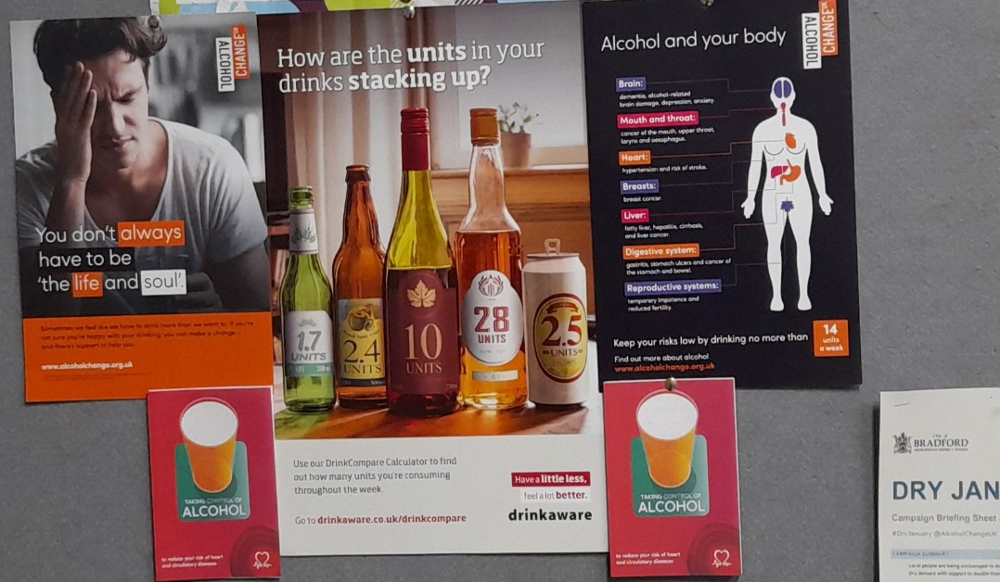 ALCOHOL
CHANGE UK
You don't always
have to be
'the life and soul'.
Sometimes we feel like we have to drink more than we want to. If you're
not sure you're happy with your drinking, you can make a change –
and there's support to help you.
www.alcoholchange.org.uk
How are the units in your
drinks stacking up?
1.7
UNITS
2.4
UNITS
10
UNITS
28
UNITS
2.5
UNITS
Use our DrinkCompare Calculator to find
out how many units you're consuming
throughout the week.
Go to drinkaware.co.uk/drinkcompare
Have a little less,
feel a lot better.
drinkaware
Alcohol and your body
ALCOHOL
CHANGE UK
Brain:
dementia, alcohol-related
brain damage, depression, anxiety.
Mouth and throat:
cancer of the mouth, upper throat,
larynx and oesophagus.
Heart:
hypertension and risk of stroke.
Breasts:
breast cancer.
Liver:
fatty liver, hepatitis, cirrhosis,
and liver cancer.
Digestive system:
gastritis, stomach ulcers and cancer of
the stomach and bowel.
Reproductive systems:
temporary impotence and
reduced fertility.
Keep your risks low by drinking no more than
14
units
a week
Find out more about alcohol
www.alcoholchange.org.uk
TAKING CONTROL OF
ALCOHOL
to reduce your risk of heart
and circulatory diseases
TAKING CONTROL OF
ALCOHOL
to reduce your risk of heart
and circulatory diseases
City of
BRADFORD
DRY JAN
Campaign Briefing Sheet
#DryJanuary @AlcoholChangeUK
Local people are being encouraged to
Dry January with support to double their